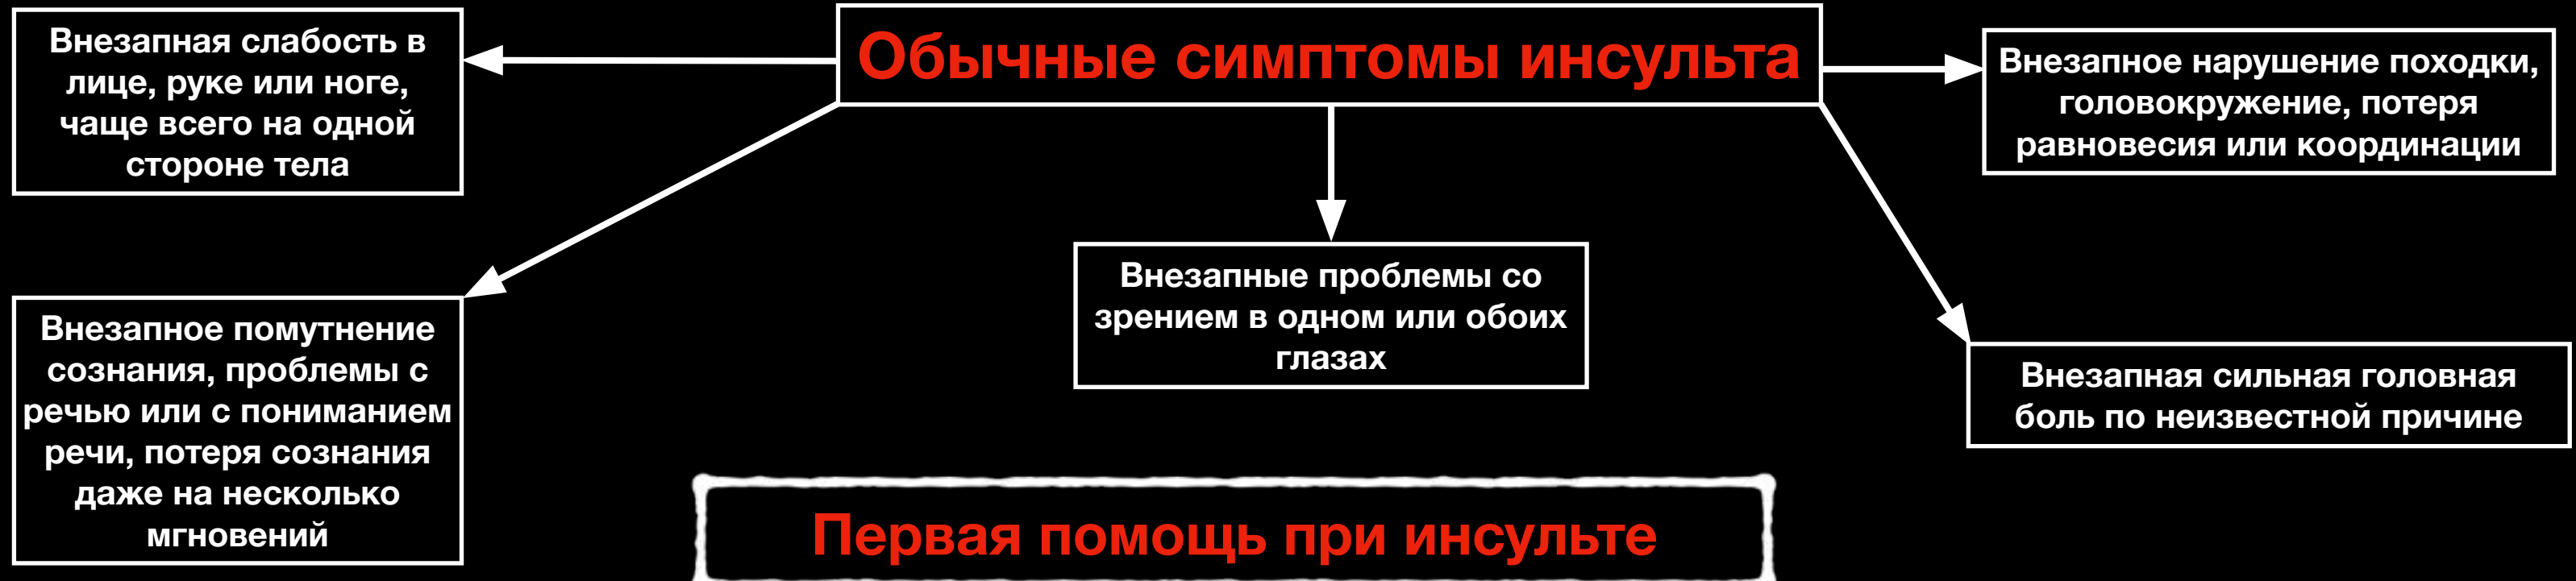 Обычные симптомы инсульта
Внезапная слабость в
лице, руке или ноге,
чаще всего на одной
стороне тела
Внезапное нарушение походки,
головокружение, потеря
равновесия или координации
Внезапное помутнение
сознания, проблемы с
речью или с пониманием
речи, потеря сознания
даже на несколько
мгновений
Внезапные проблемы со
зрением в одном или обоих
глазах
Внезапная сильная головная
боль по неизвестной причине
Первая помощь при инсульте